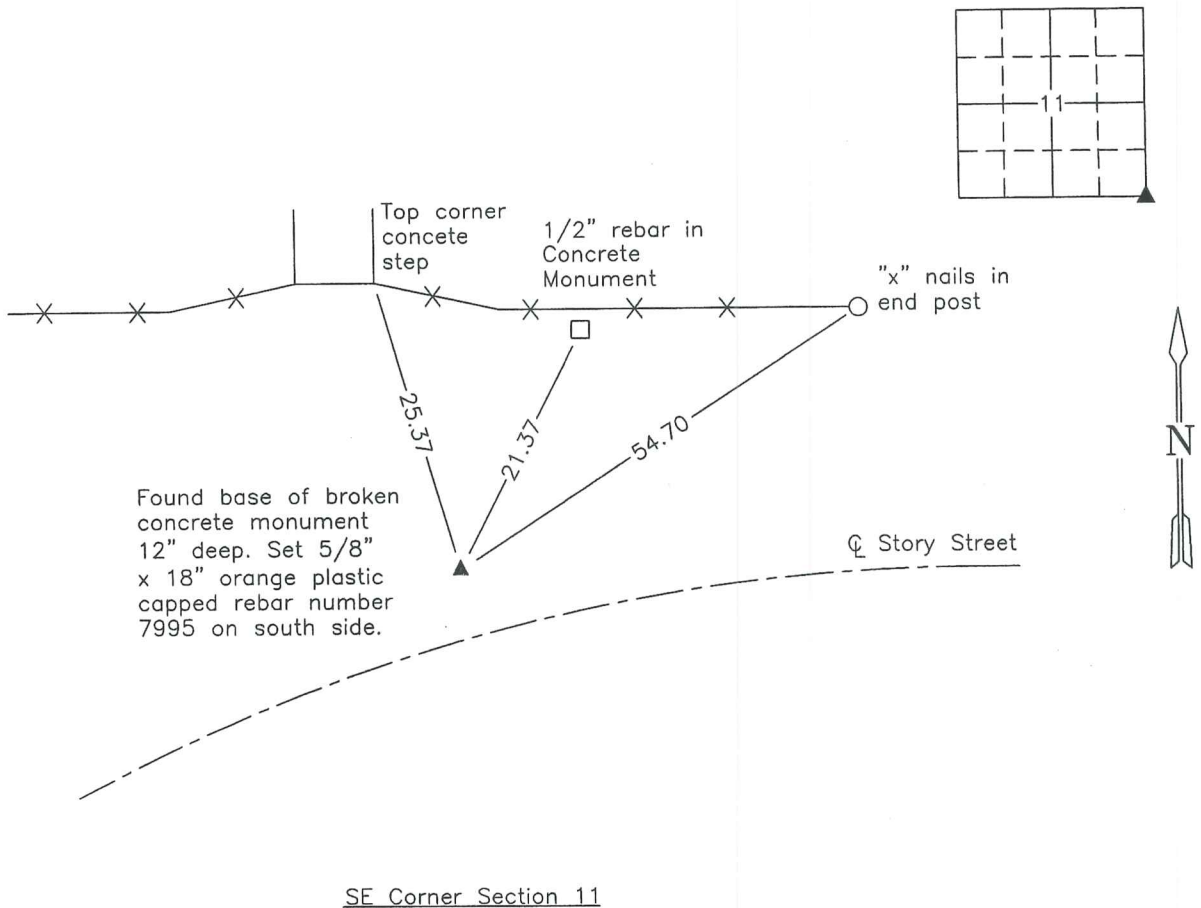 11
Top corner
concete
step
1/2" rebar in
Concrete
Monument
"x" nails in
end post
25.37
21.37
54.70
N
Found base of broken
concrete monument
12" deep. Set 5/8"
x 18" orange plastic
capped rebar number
7995 on south side.
℄ Story Street
SE Corner Section 11